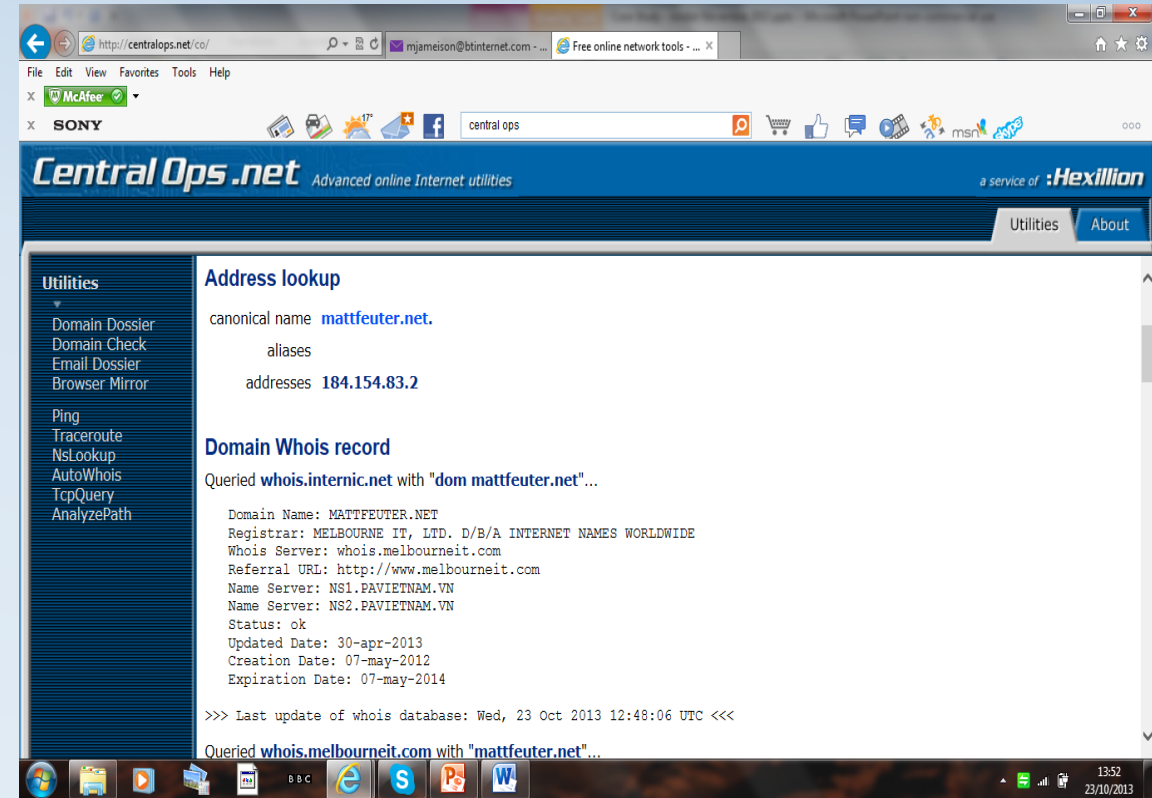 http://centralops.net/co/
mjameison@btinternet.com - ...
Free online network tools - ...
File Edit View Favorites Tools Help
x McAfee
x SONY
17°
central ops
msn
ooo
CentralOps.net Advanced online Internet utilities
a service of :Hexillion
Utilities About
Utilities
Domain Dossier
Domain Check
Email Dossier
Browser Mirror
Ping
Traceroute
NsLookup
AutoWhois
TcpQuery
AnalyzePath
Address lookup
canonical name mattfeuter.net.
aliases
addresses 184.154.83.2
Domain Whois record
Queried whois.internic.net with "dom mattfeuter.net"...
Domain Name: MATTFEUTER.NET
Registrar: MELBOURNE IT, LTD. D/B/A INTERNET NAMES WORLDWIDE
Whois Server: whois.melbourneit.com
Referral URL: http://www.melbourneit.com
Name Server: NS1.PAVIETNAM.VN
Name Server: NS2.PAVIETNAM.VN
Status: ok
Updated Date: 30-apr-2013
Creation Date: 07-may-2012
Expiration Date: 07-may-2014
>>> Last update of whois database: Wed, 23 Oct 2013 12:48:06 UTC <<<
Queried whois.melbourneit.com with "mattfeuter.net"...
BBC
13:52
23/10/2013